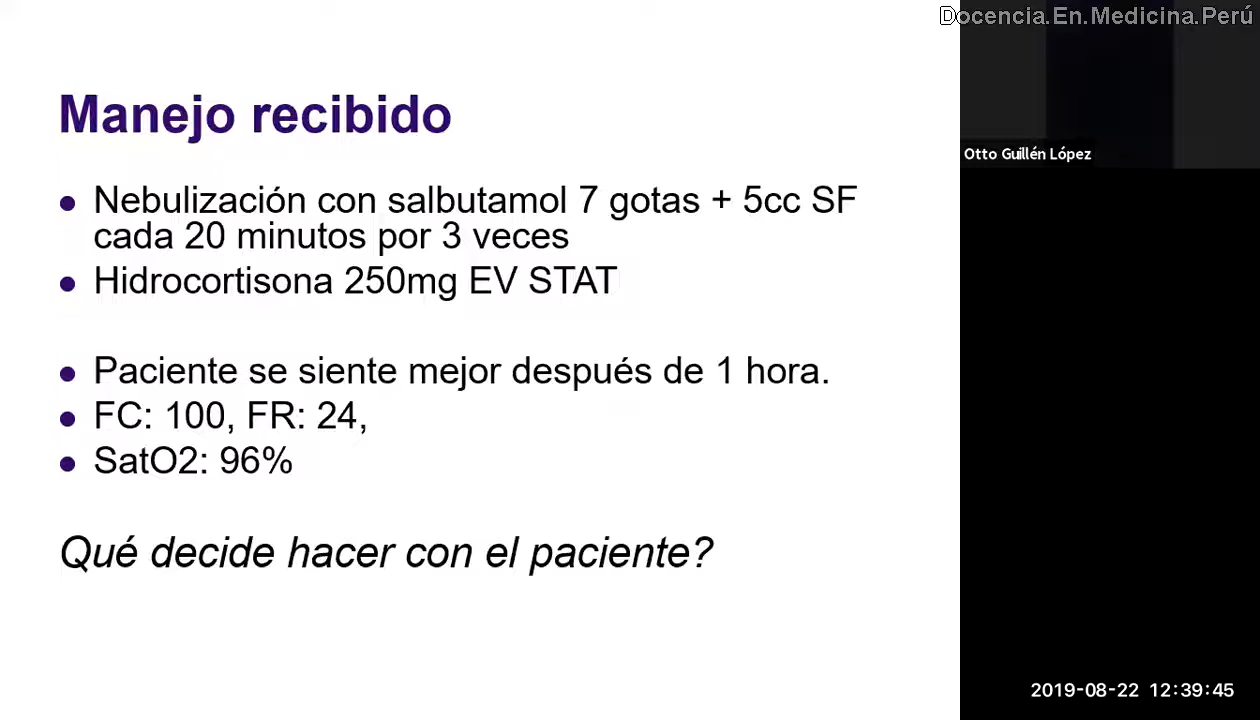 Docencia.En.Medicina.Perú
Manejo recibido
Nebulización con salbutamol 7 gotas + 5cc SF
cada 20 minutos por 3 veces
Hidrocortisona 250mg EV STAT
Paciente se siente mejor después de 1 hora.
FC: 100, FR: 24,
SatO2: 96%
Qué decide hacer con el paciente?
Otto Guillén López
2019-08-22 12:39:45